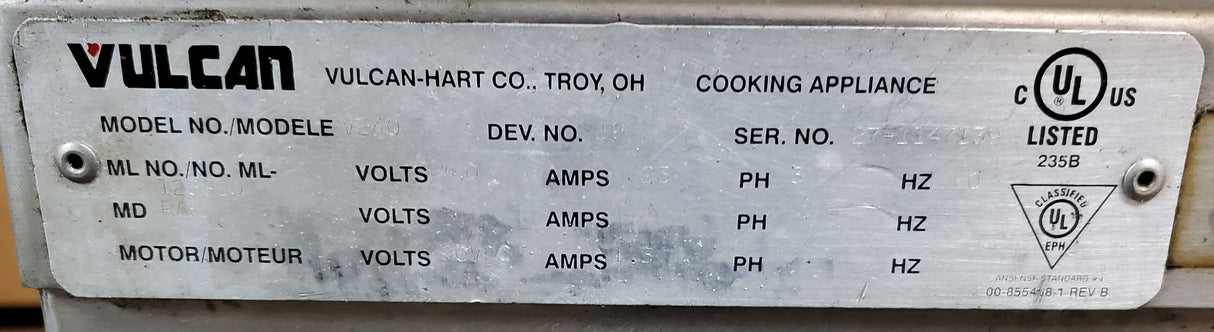 VULCAN VULCAN-HART CO., TROY, OH COOKING APPLIANCE
C UL ® US
LISTED
235B
MODEL NO./MODELE DEV. NO. SER. NO.
ML NO./NO. ML- VOLTS AMPS PH 3 HZ
MD VOLTS AMPS PH HZ
MOTOR/MOTEUR VOLTS AMPS PH HZ
CLASSIFIED
UL
EPH
00-855418-1 REV B